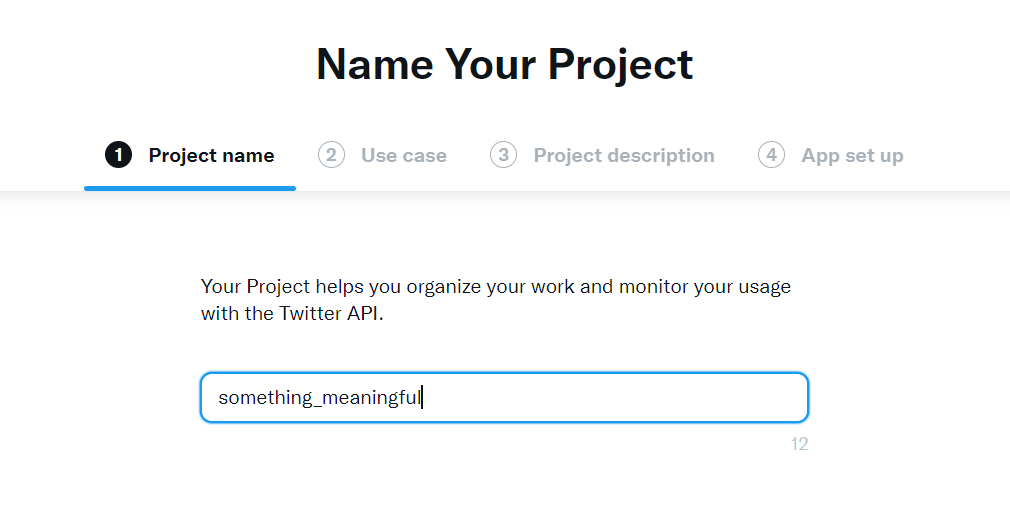 Name Your Project
1 Project name 2 Use case 3 Project description 4 App set up
Your Project helps you organize your work and monitor your usage
with the Twitter API.
something_meaningful
12